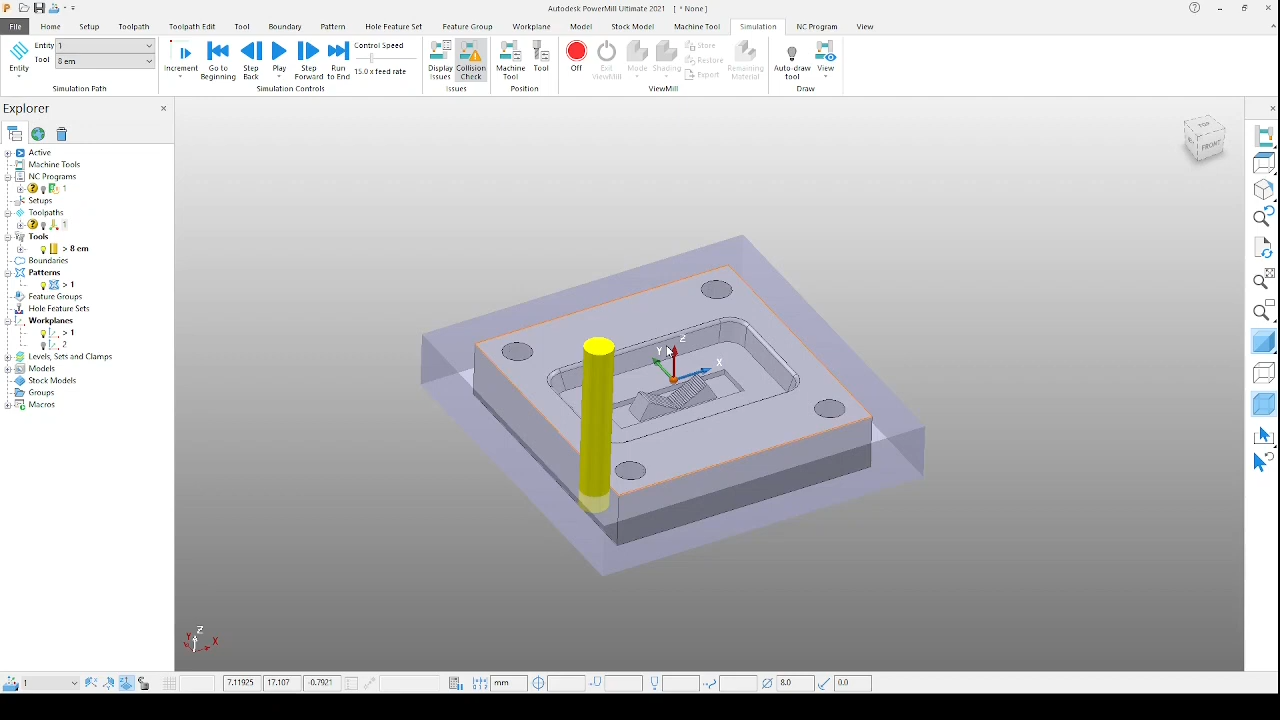 Autodesk PowerMill Ultimate 2021 [ * None ]
File Home Setup Toolpath Toolpath Edit Tool Boundary Pattern Feature Group Hole Feature Set Workplane Model Stock Model Machine Tool Simulation NC Program View
Entity 1
Tool 8 em
Entity
Simulation Path
Increment
Go to Beginning
Step Back
Play
Step Forward
Run to End
Control Speed
15.0 x feed rate
Simulation Controls
Display Issues
Collision Check
Issues
Machine Tool
Tool
Position
Off
Exit ViewMill
Mode
Shading
Store
Restore
Export
Remaining Material
ViewMill
Auto-draw tool
View
Draw
Explorer
Active
Machine Tools
NC Programs
1
Setups
Toolpaths
1
Tools
> 8 em
Boundaries
Patterns
> 1
Feature Groups
Hole Feature Sets
Workplanes
> 1
2
Levels, Sets and Clamps
Models
Stock Models
Groups
Macros
TOP
FRONT
Z
Y
X
Z
Y
X
1
7.11925 17.107 -0.7921
mm
8.0
0.0